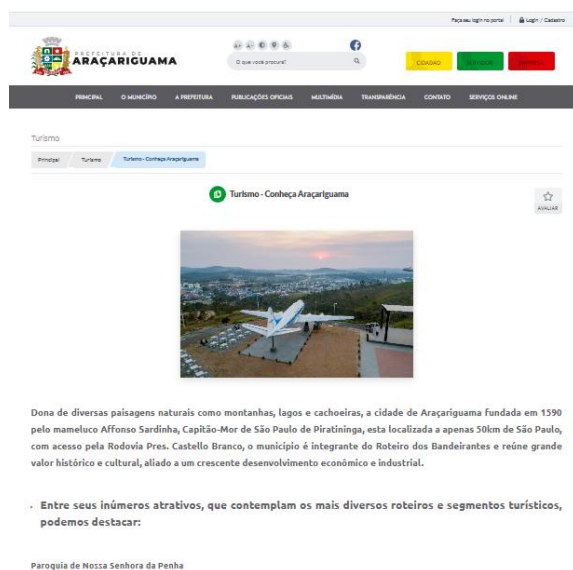 Faça seu login no portal
Login / Cadastro
PREFEITURA DE
ARAÇARIGUAMA
A+ A-
O que você procura?
CIDADÃO
SERVIDOR
EMPRESA
PRINCIPAL O MUNICÍPIO A PREFEITURA PUBLICAÇÕES OFICIAIS MULTIMÍDIA TRANSPARÊNCIA CONTATO SERVIÇOS ONLINE
Turismo
Principal Turismo Turismo - Conheça Araçariguama
Turismo - Conheça Araçariguama
AVALIAR
Dona de diversas paisagens naturais como montanhas, lagos e cachoeiras, a cidade de Araçariguama fundada em 1590
pelo mameluco Affonso Sardinha, Capitão-Mor de São Paulo de Piratininga, esta localizada a apenas 50km de São Paulo,
com acesso pela Rodovia Pres. Castello Branco, o município é integrante do Roteiro dos Bandeirantes e reúne grande
valor histórico e cultural, aliado a um crescente desenvolvimento econômico e industrial.
Entre seus inúmeros atrativos, que contemplam os mais diversos roteiros e segmentos turísticos,
podemos destacar:
Paroquia de Nossa Senhora da Penha